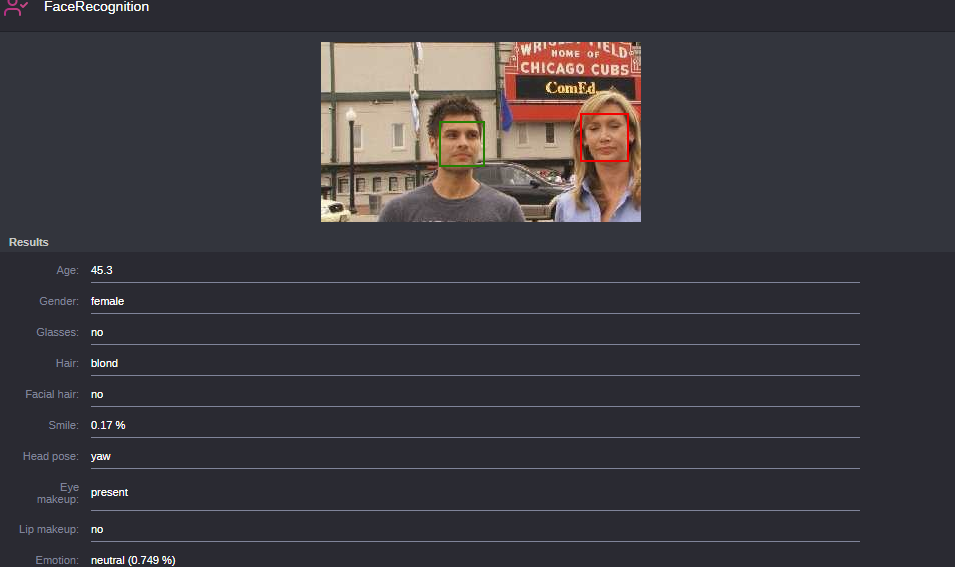 FaceRecognition
WRIGLEY FIELD
HOME OF
CHICAGO CUBS
ComEd
Results
Age: 45.3
Gender: female
Glasses: no
Hair: blond
Facial hair: no
Smile: 0.17 %
Head pose: yaw
Eye
makeup: present
Lip makeup: no
Emotion: neutral (0.749 %)